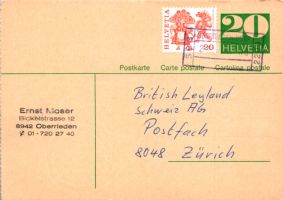 HELVETIA
20
20
HELVETIA
Postkarte Carte postale Cartolina postale
Ernst Moser
Bickelstrasse 12
8942 Oberrieden
01-720 27 40
British Leyland
Schweiz AG
Postfach
8048 Zürich